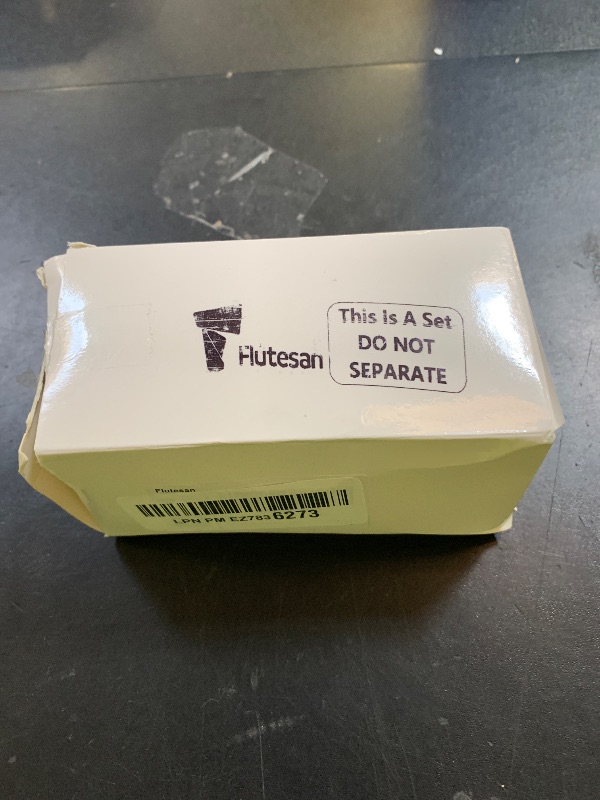 Flutesan
This Is A Set
DO NOT
SEPARATE
Flutesan
LPN PM EZ7836273